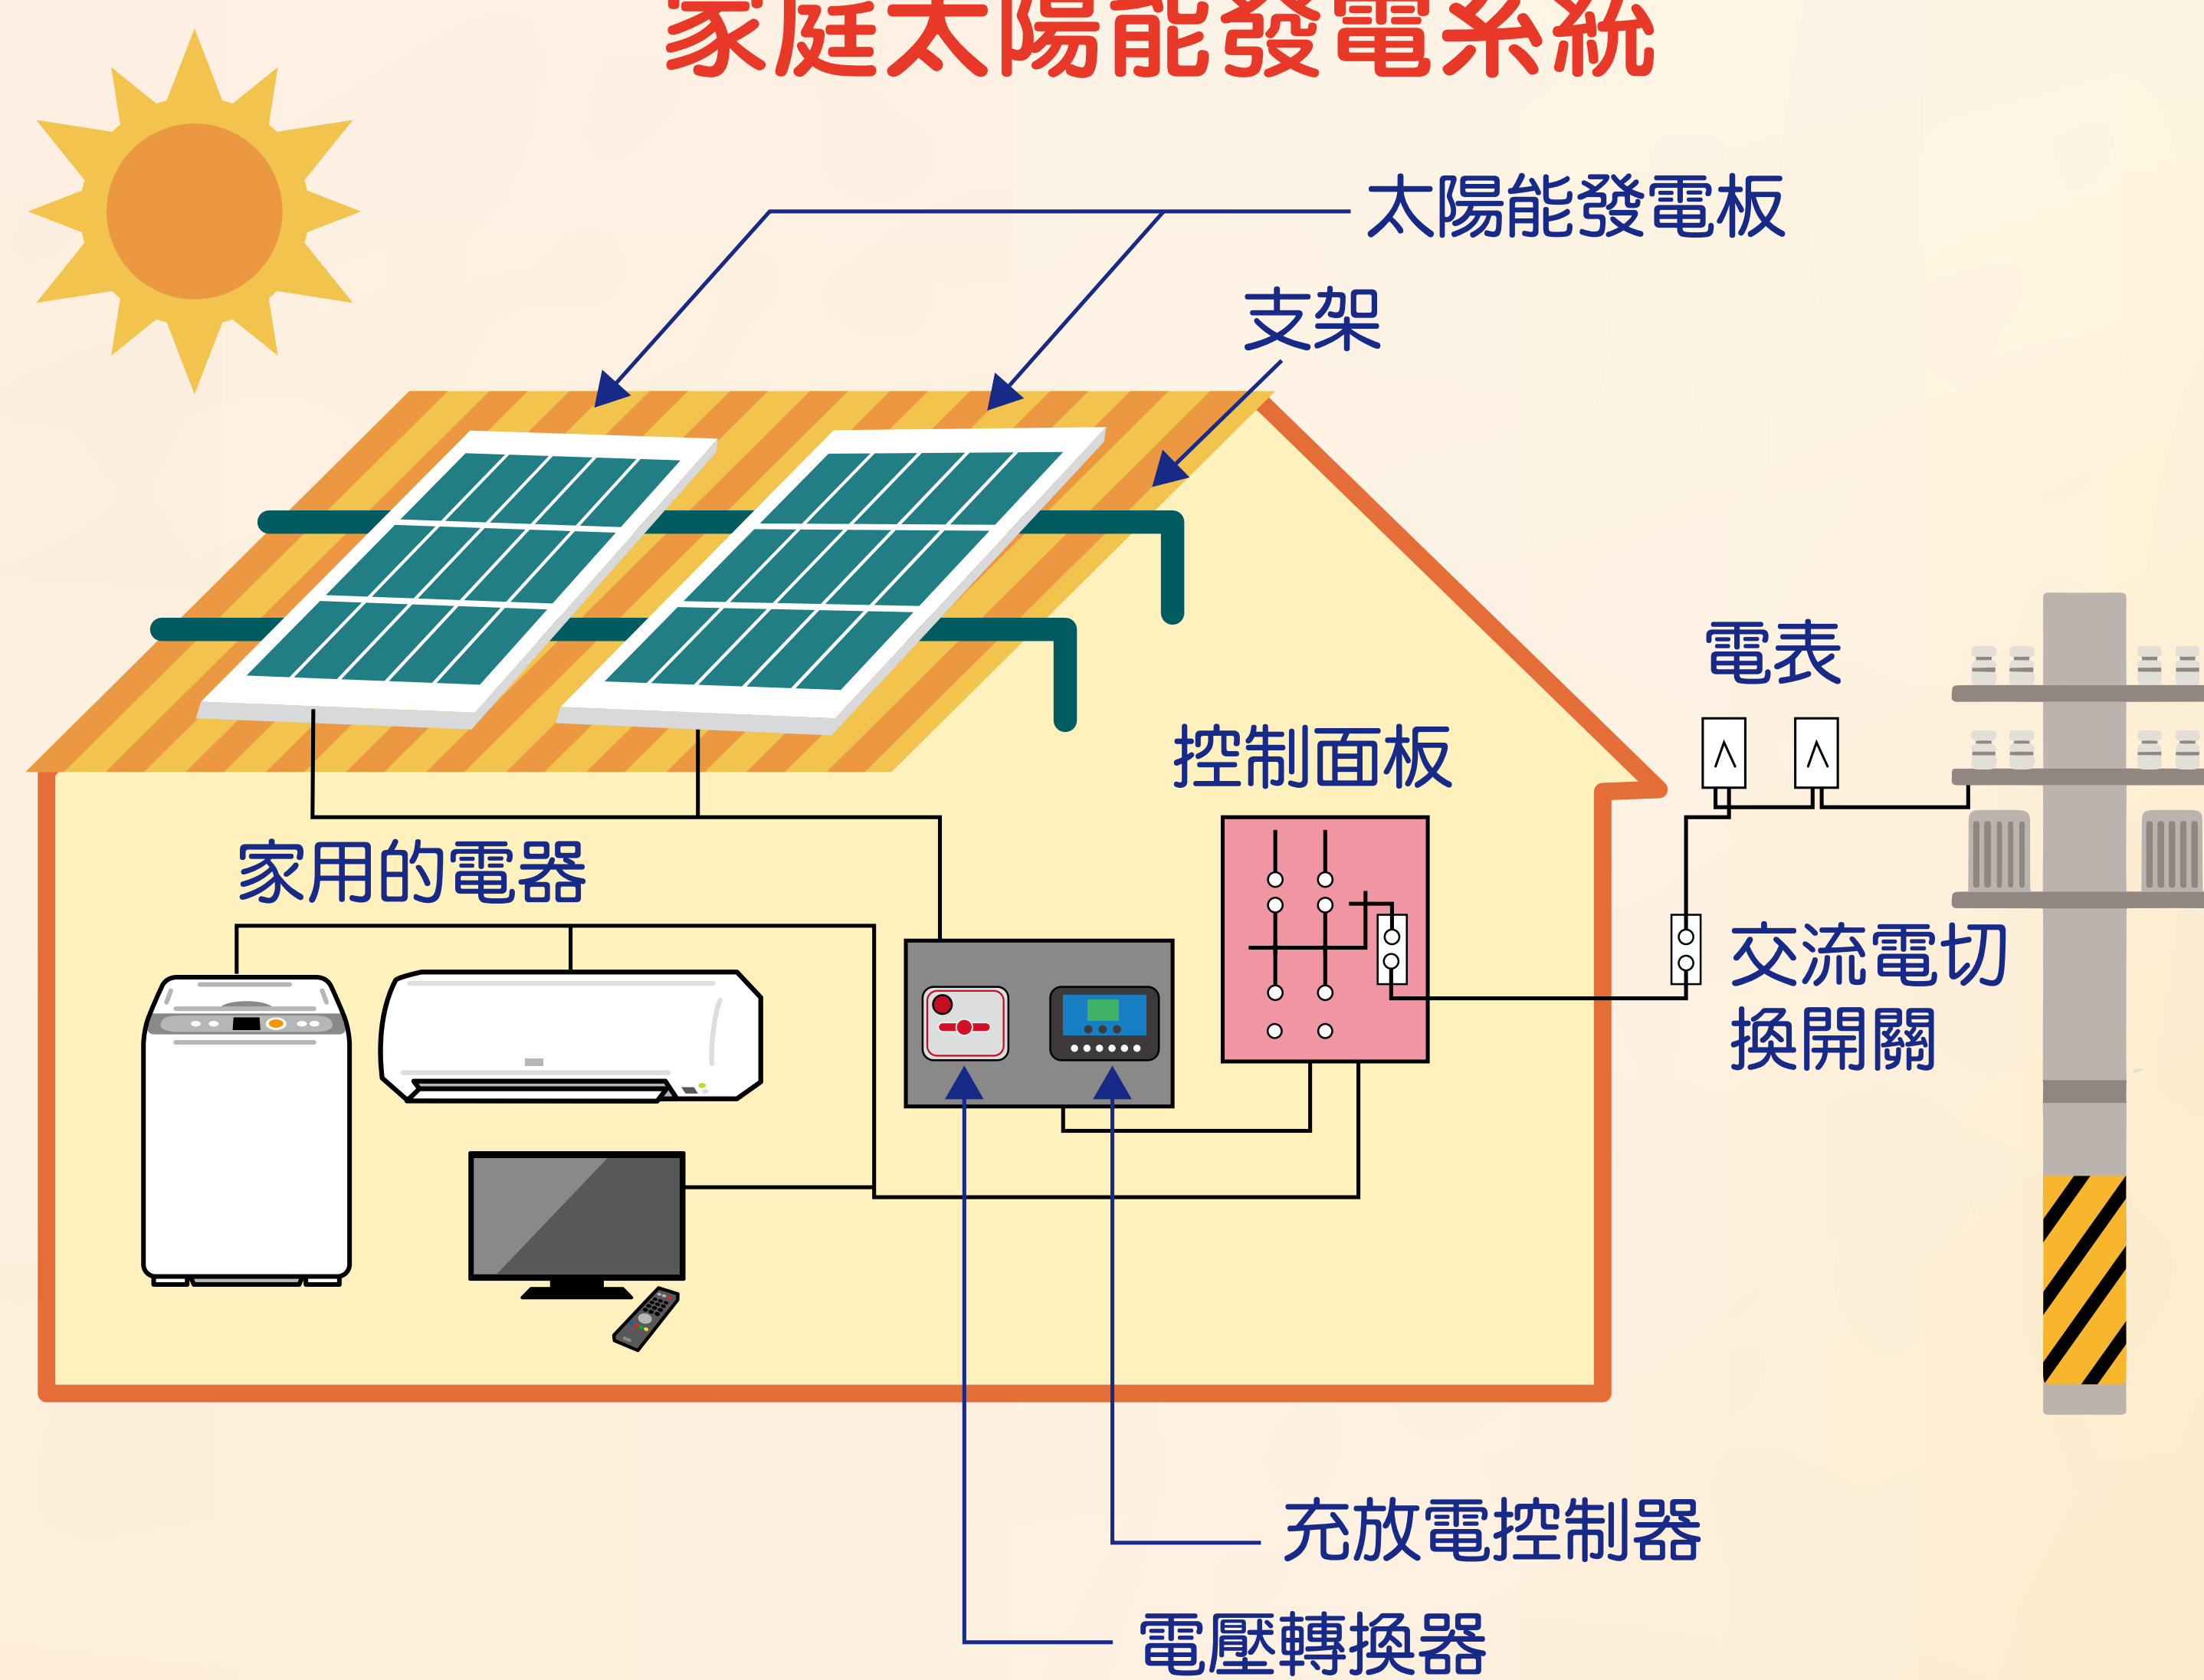 家庭太陽能發電系統
太陽能發電板
支架
電表
控制面板
家用的電器
交流電切
換開關
充放電控制器
電壓轉換器